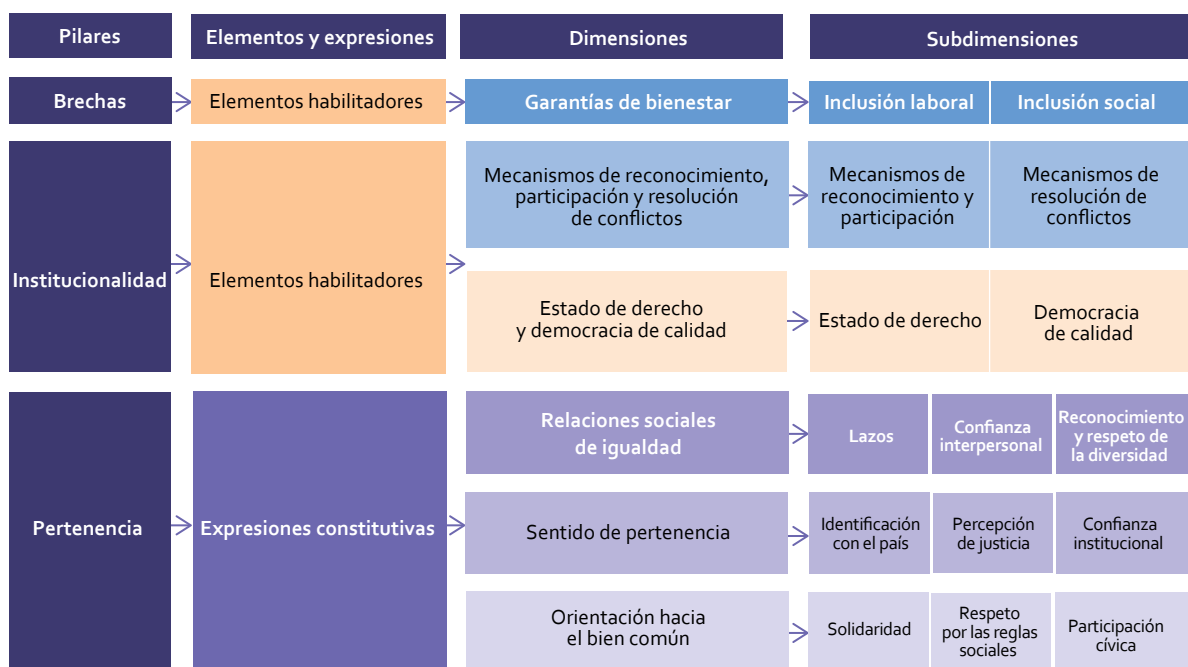 Pilares
Elementos y expresiones
Dimensiones
Subdimensiones
Brechas
Elementos habilitadores
Garantías de bienestar
Inclusión laboral
Inclusión social
Institucionalidad
Elementos habilitadores
Mecanismos de reconocimiento,
participación y resolución
de conflictos
Mecanismos de
reconocimiento y
participación
Mecanismos de
resolución de
conflictos
Estado de derecho
y democracia de calidad
Estado de derecho
Democracia
de calidad
Pertenencia
Expresiones constitutivas
Relaciones sociales
de igualdad
Lazos
Confianza
interpersonal
Reconocimiento
y respeto de
la diversidad
Sentido de pertenencia
Identificación
con el país
Percepción
de justicia
Confianza
institucional
Orientación hacia
el bien común
Solidaridad
Respeto
por las reglas
sociales
Participación
cívica